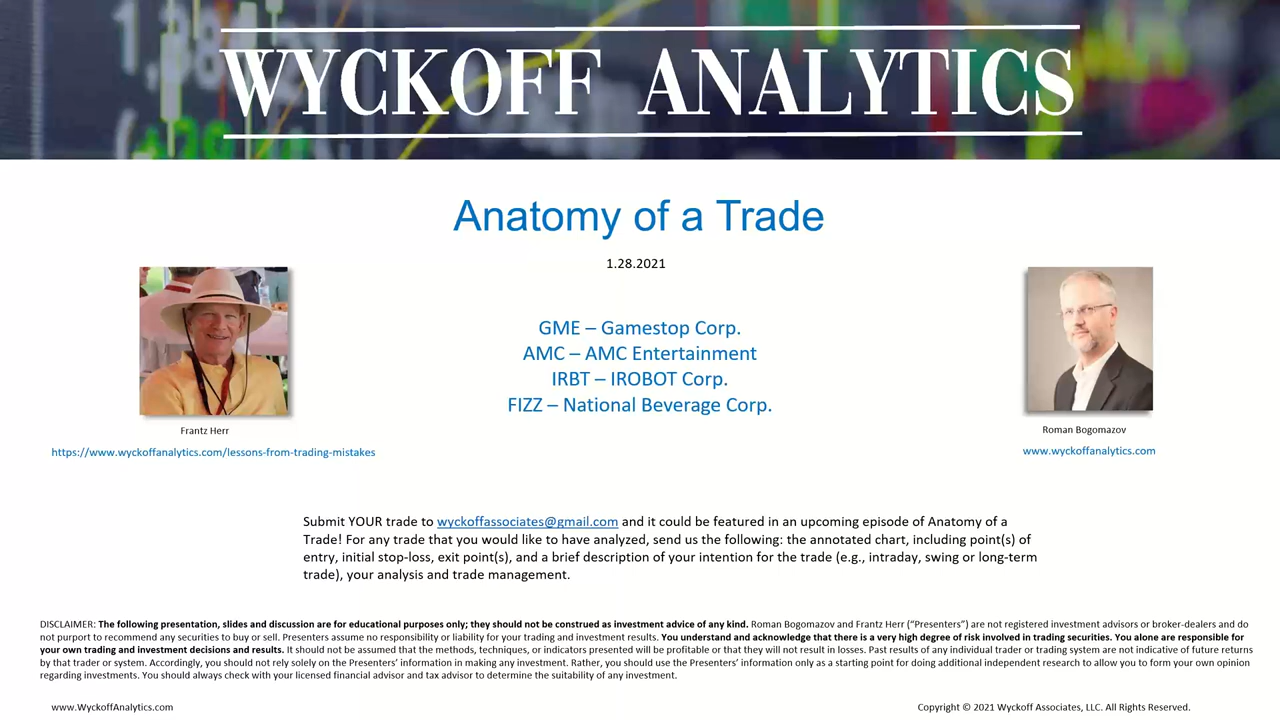 WYCKOFF ANALYTICS
Anatomy of a Trade
1.28.2021
GME – Gamestop Corp.
AMC – AMC Entertainment
IRBT – IROBOT Corp.
FIZZ – National Beverage Corp.
Frantz Herr
https://www.wyckoffanalytics.com/lessons-from-trading-mistakes
Roman Bogomazov
www.wyckoffanalytics.com
Submit YOUR trade to wyckoffassociates@gmail.com and it could be featured in an upcoming episode of Anatomy of a
Trade! For any trade that you would like to have analyzed, send us the following: the annotated chart, including point(s) of
entry, initial stop-loss, exit point(s), and a brief description of your intention for the trade (e.g., intraday, swing or long-term
trade), your analysis and trade management.
DISCLAIMER: The following presentation, slides and discussion are for educational purposes only; they should not be construed as investment advice of any kind. Roman Bogomazov and Frantz Herr (“Presenters”) are not registered investment advisors or broker-dealers and do
not purport to recommend any securities to buy or sell. Presenters assume no responsibility or liability for your trading and investment results. You understand and acknowledge that there is a very high degree of risk involved in trading securities. You alone are responsible for
your own trading and investment decisions and results. It should not be assumed that the methods, techniques, or indicators presented will be profitable or that they will not result in losses. Past results of any individual trader or trading system are not indicative of future returns
by that trader or system. Accordingly, you should not rely solely on the Presenters’ information in making any investment. Rather, you should use the Presenters’ information only as a starting point for doing additional independent research to allow you to form your own opinion
regarding investments. You should always check with your licensed financial advisor and tax advisor to determine the suitability of any investment.
www.WyckoffAnalytics.com
Copyright © 2021 Wyckoff Associates, LLC. All Rights Reserved.